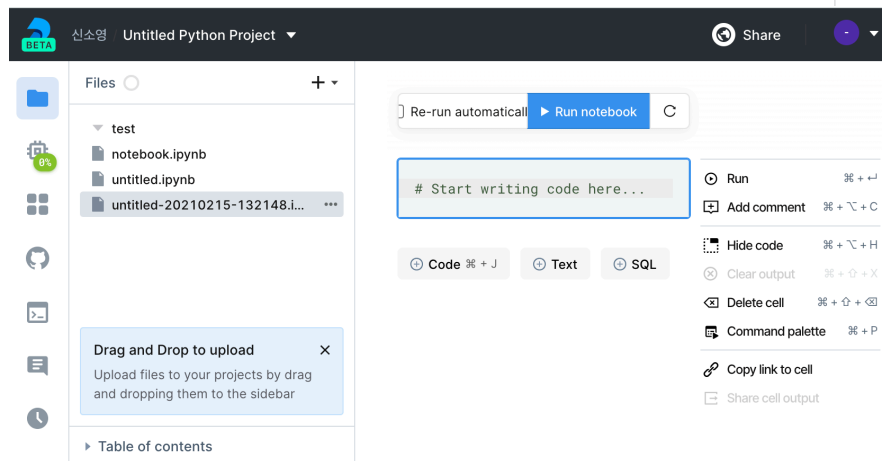 BETA
신소영 / Untitled Python Project
Share
-
Files
0%
test
notebook.ipynb
untitled.ipynb
untitled-20210215-132148.i... •••
Drag and Drop to upload
Upload files to your projects by drag
and dropping them to the sidebar
Table of contents
Re-run automaticall
Run notebook
# Start writing code here...
Code ⌘ + J
Text
SQL
Run ⌘ + ↩
Add comment ⌘ + ⌥ + C
Hide code ⌘ + ⌥ + H
Clear output ⌘ + ⇧ + X
Delete cell ⌘ + ⇧ + ⌫
Command palette ⌘ + P
Copy link to cell
Share cell output